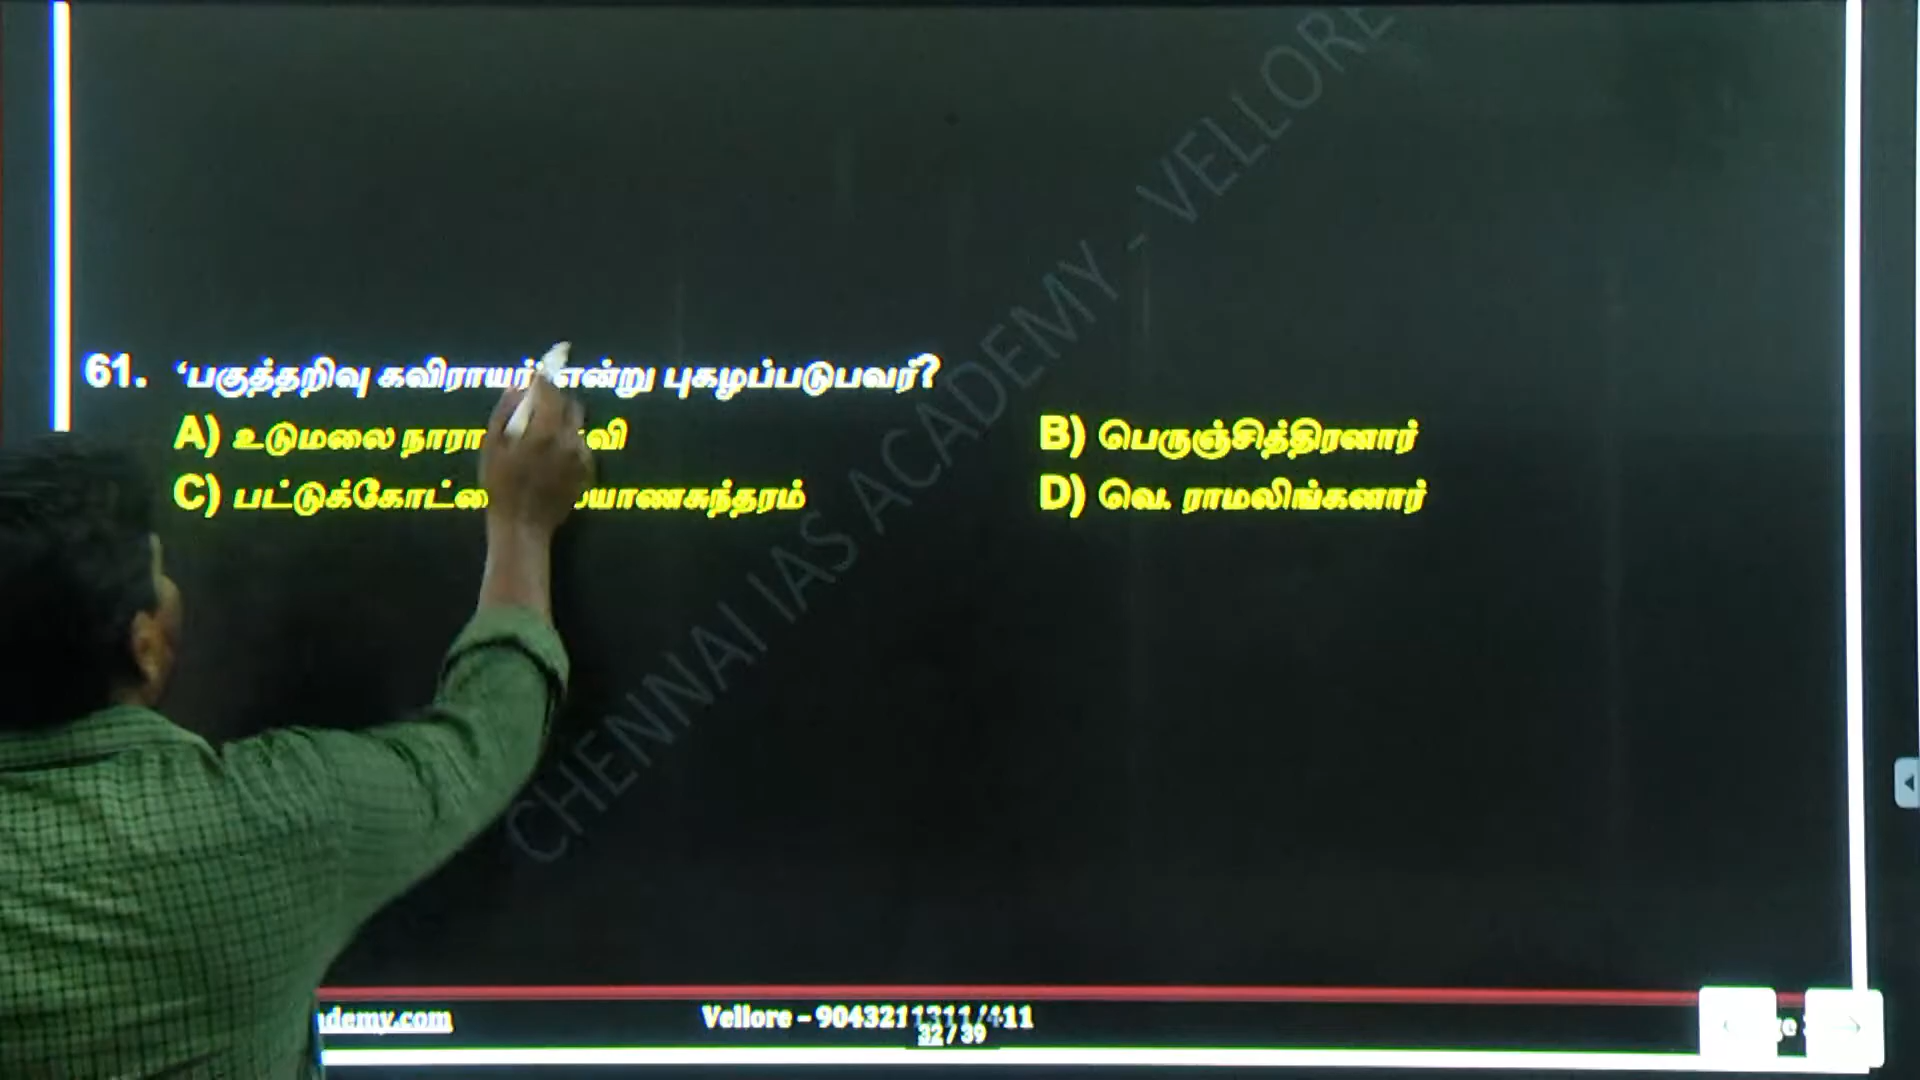 CHENNAI IAS ACADEMY - VELLORE
61. ‘பகுத்தறிவு கவிராயர்’ என்று புகழப்படுபவர்?
A) உடுமலை நாரா வி
B) பெருஞ்சித்திரனார்
C) பட்டுக்கோட்டை யாணசுந்தரம்
D) வெ. ராமலிங்கனார்
ademy.com Vellore – 9043211311/411
32 / 39